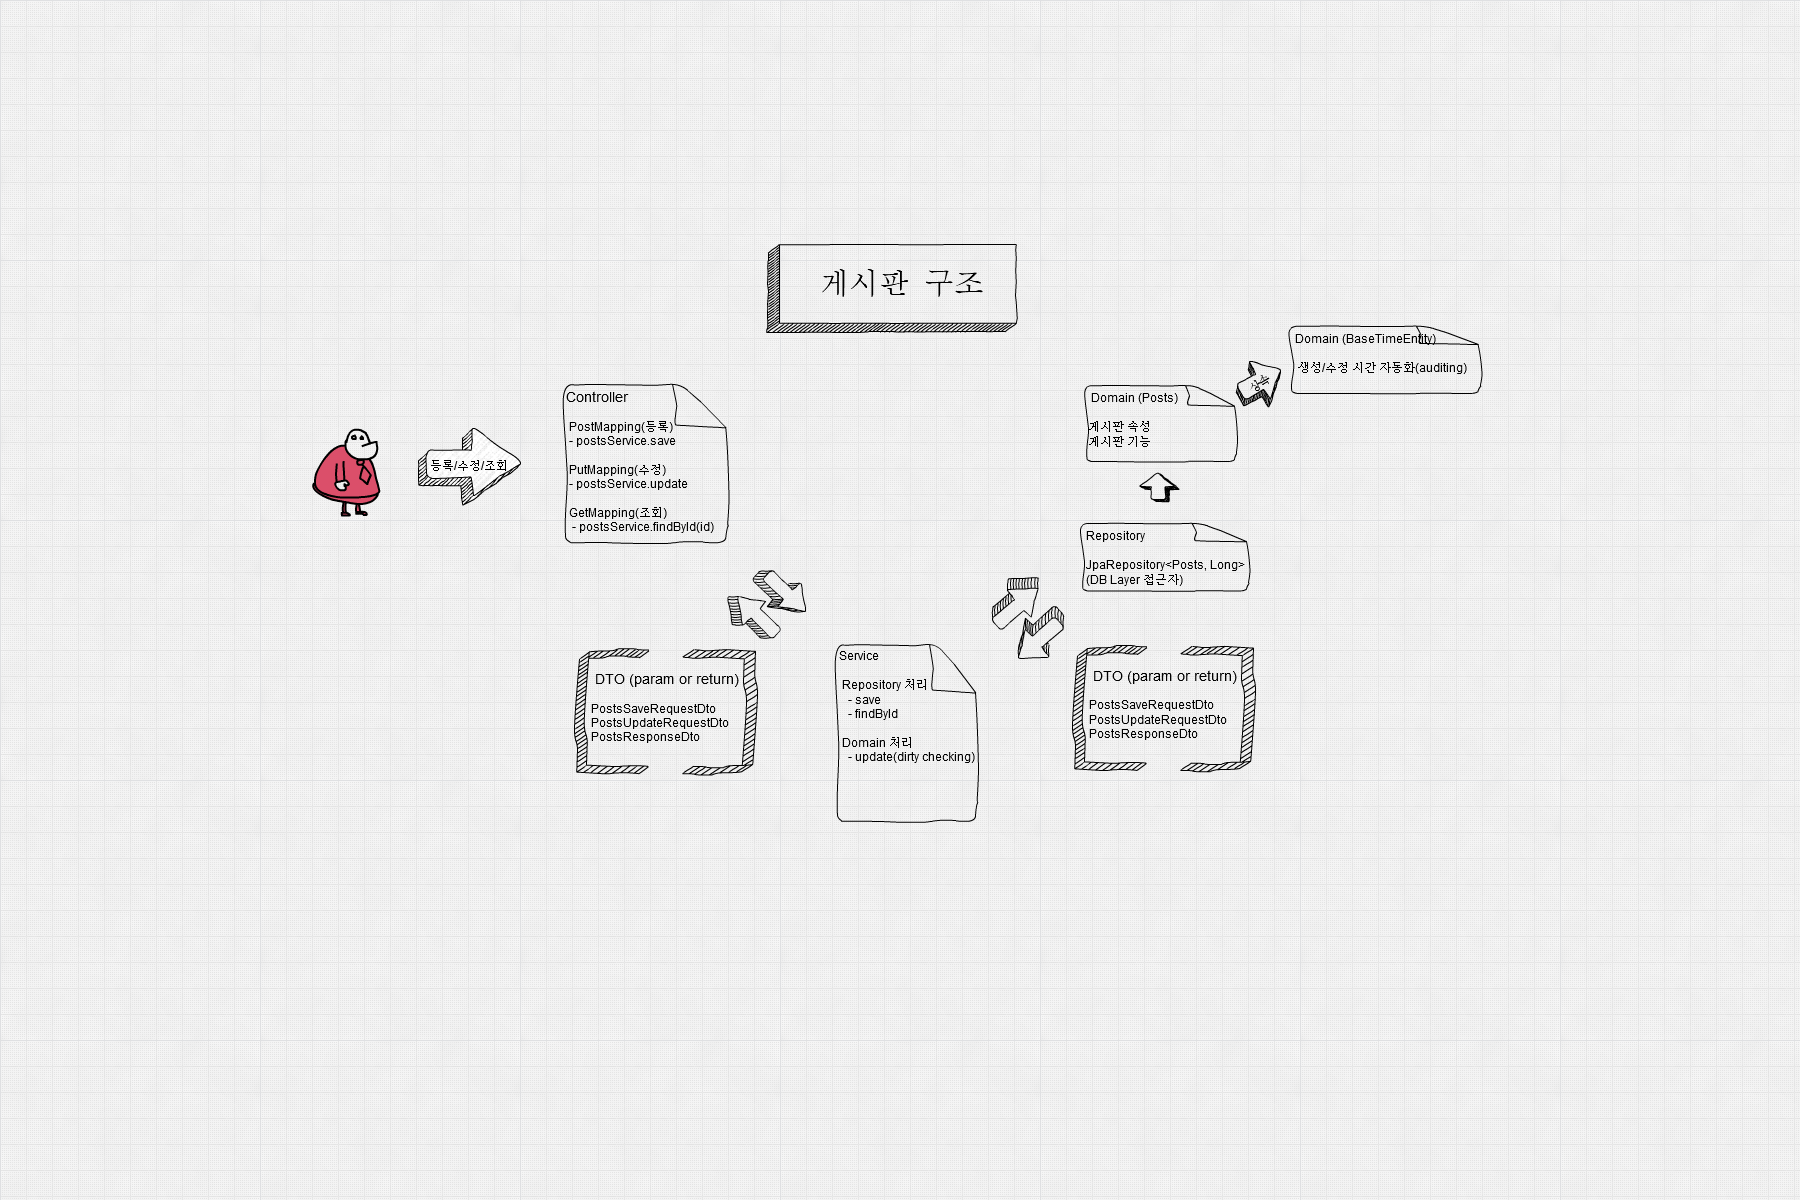 게시판 구조
등록/수정/조회
Controller
PostMapping(등록)
- postsService.save
PutMapping(수정)
- postsService.update
GetMapping(조회)
- postsService.findById(id)
DTO (param or return)
PostsSaveRequestDto
PostsUpdateRequestDto
PostsResponseDto
Service
Repository 처리
- save
- findById
Domain 처리
- update(dirty checking)
Domain (Posts)
게시판 속성
게시판 기능
상속
Domain (BaseTimeEntity)
생성/수정 시간 자동화(auditing)
Repository
JpaRepository<Posts, Long>
(DB Layer 접근자)
DTO (param or return)
PostsSaveRequestDto
PostsUpdateRequestDto
PostsResponseDto